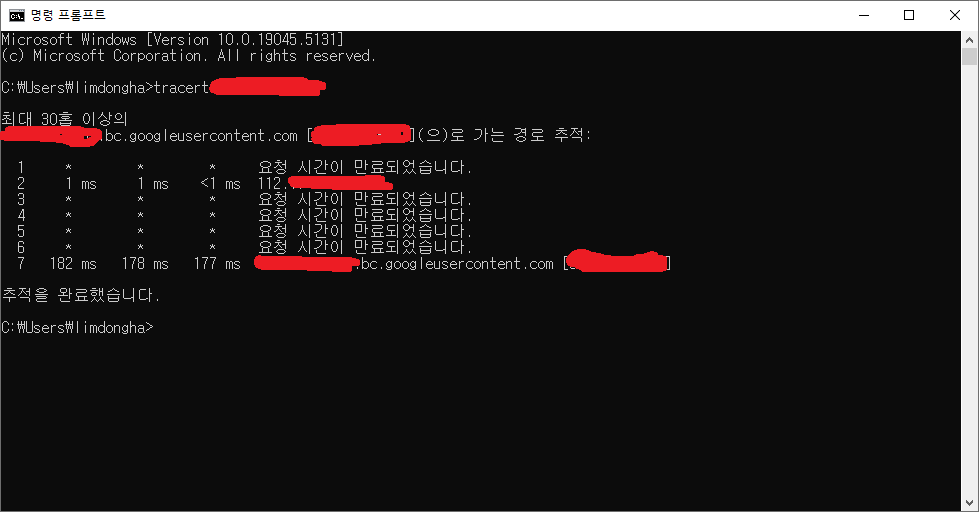 명령 프롬프트
Microsoft Windows [Version 10.0.19045.5131]
(c) Microsoft Corporation. All rights reserved.
C:\Users\limdongha>tracert
최대 30홉 이상의
.bc.googleusercontent.com [ ](으)로 가는 경로 추적:
1 * * * 요청 시간이 만료되었습니다.
2 1 ms 1 ms <1 ms 112.
3 * * * 요청 시간이 만료되었습니다.
4 * * * 요청 시간이 만료되었습니다.
5 * * * 요청 시간이 만료되었습니다.
6 * * * 요청 시간이 만료되었습니다.
7 182 ms 178 ms 177 ms .bc.googleusercontent.com [ ]
추적을 완료했습니다.
C:\Users\limdongha>